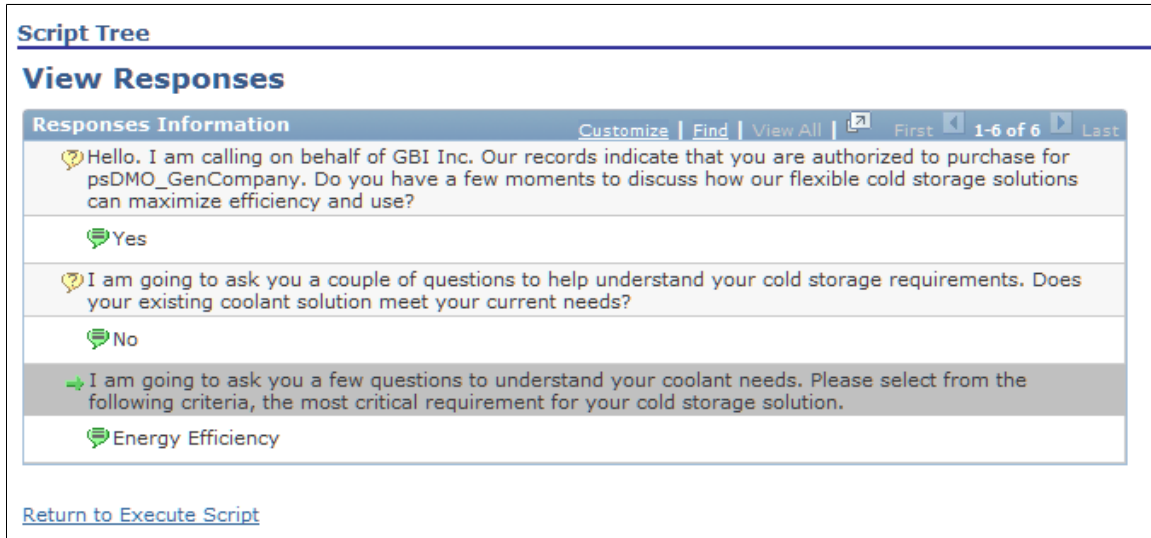 Script Tree
View Responses
Responses Information Customize | Find | View All | First 1-6 of 6 Last
Hello. I am calling on behalf of GBI Inc. Our records indicate that you are authorized to purchase for
psDMO_GenCompany. Do you have a few moments to discuss how our flexible cold storage solutions
can maximize efficiency and use?
Yes
I am going to ask you a couple of questions to help understand your cold storage requirements. Does
your existing coolant solution meet your current needs?
No
I am going to ask you a few questions to understand your coolant needs. Please select from the
following criteria, the most critical requirement for your cold storage solution.
Energy Efficiency
Return to Execute Script